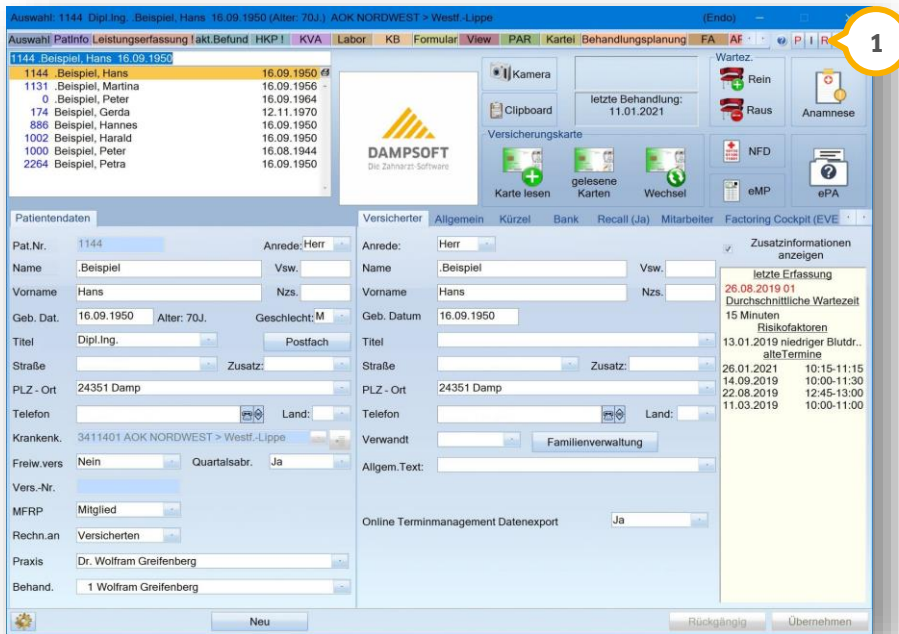 Auswahl: 1144 Dipl.Ing. .Beispiel, Hans 16.09.1950 (Alter: 70J.) AOK NORDWEST > Westf.-Lippe (Endo)
Auswahl PatInfo Leistungserfassung ! akt.Befund HKP ! KVA Labor KB Formular View PAR Kartei Behandlungsplanung FA P I
1
1144 .Beispiel, Hans 16.09.1950
1144 .Beispiel, Hans 16.09.1950
1131 .Beispiel, Martina 16.09.1956
0 .Beispiel, Peter 16.09.1964
174 Beispiel, Gerda 12.11.1970
886 Beispiel, Hannes 16.09.1950
1002 Beispiel, Harald 16.09.1950
1000 Beispiel, Peter 16.08.1944
2264 Beispiel, Petra 16.09.1950
DAMPSOFT
Die Zahnarzt-Software
Kamera
Clipboard
letzte Behandlung:
11.01.2021
Wartez.
Rein
Raus
Anamnese
Versicherungskarte
Karte lesen
gelesene
Karten
Wechsel
NFD
eMP
ePA
Patientendaten
Pat.Nr. 1144 Anrede: Herr
Name .Beispiel Vsw.
Vorname Hans Nzs.
Geb. Dat. 16.09.1950 Alter: 70J. Geschlecht: M
Titel Dipl.Ing. Postfach
Straße Zusatz:
PLZ - Ort 24351 Damp
Telefon Land:
Krankenk. 3411401 AOK NORDWEST > Westf.-Lippe
Freiw.vers Nein Quartalsabr. Ja
Vers.-Nr.
MFRP Mitglied
Rechn.an Versicherten
Praxis Dr. Wolfram Greifenberg
Behand. 1 Wolfram Greifenberg
Neu
Versicherter Allgemein Kürzel Bank Recall (Ja) Mitarbeiter Factoring Cockpit (EVE
Anrede: Herr
Name .Beispiel Vsw.
Vorname Hans Nzs.
Geb. Datum 16.09.1950
Titel
Straße Zusatz:
PLZ - Ort 24351 Damp
Telefon Land:
Verwandt Familienverwaltung
Allgem.Text:
Online Terminmanagement Datenexport Ja
Zusatzinformationen
anzeigen
letzte Erfassung
26.08.2019 01
Durchschnittliche Wartezeit
15 Minuten
Risikofaktoren
13.01.2019 niedriger Blutdr..
alteTermine
26.01.2021 10:15-11:15
14.09.2019 10:00-11:30
22.08.2019 12:45-13:00
11.03.2019 10:00-11:00
Rückgängig Übernehmen